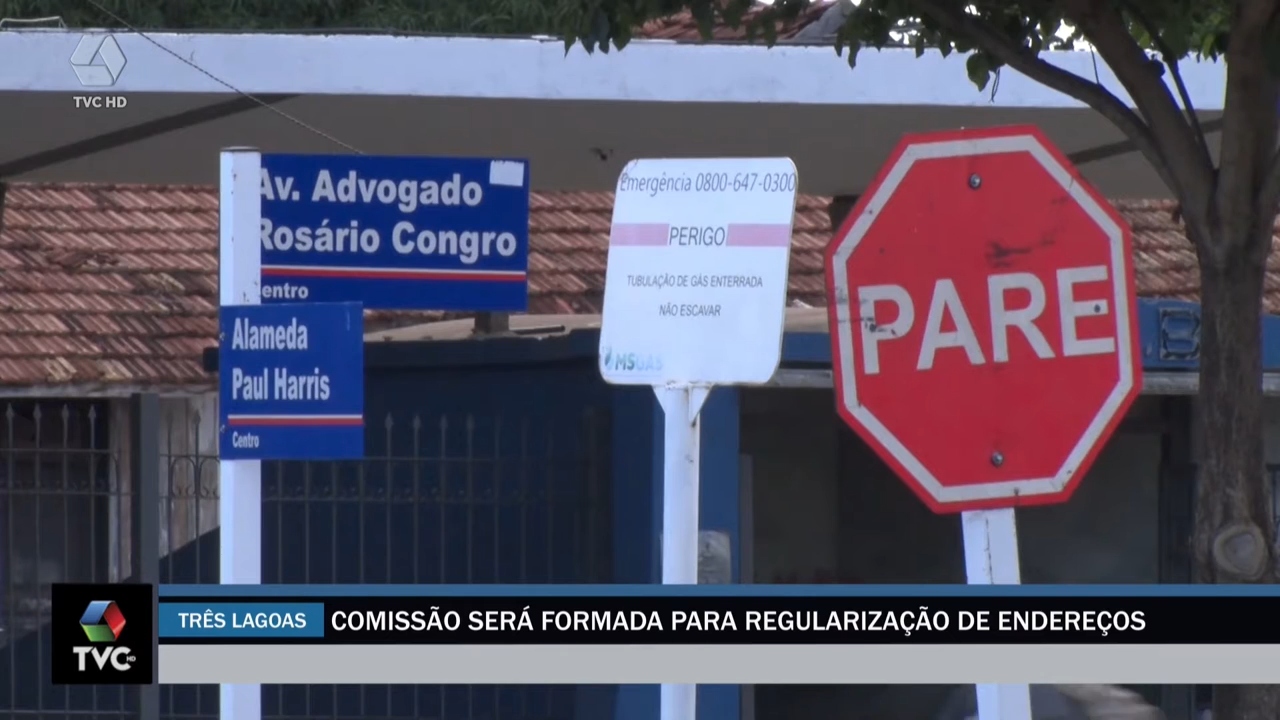 TVC HD
Av. Advogado
Rosário Congro
Centro
Alameda
Paul Harris
Centro
Emergência 0800-647-0300
PERIGO
TUBULAÇÃO DE GÁS ENTERRADA
NÃO ESCAVAR
MSGÁS
PARE
B
TRÊS LAGOAS
COMISSÃO SERÁ FORMADA PARA REGULARIZAÇÃO DE ENDEREÇOS
TVC HD